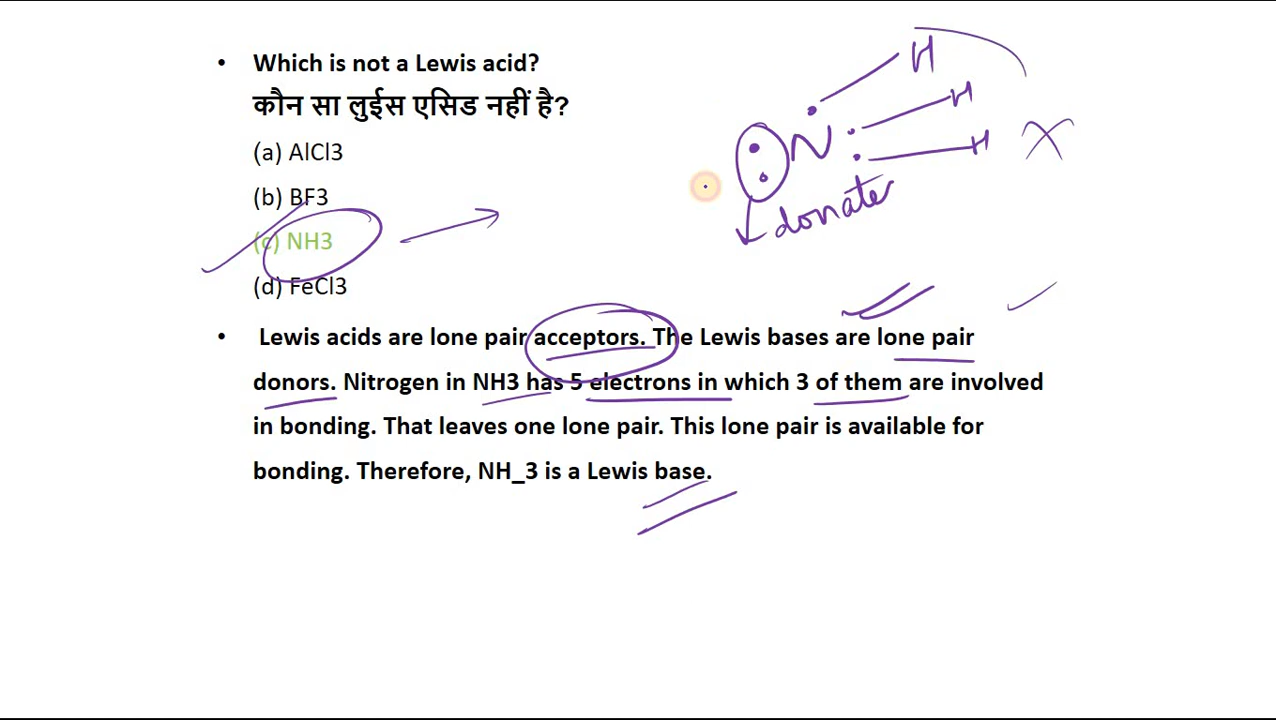 • Which is not a Lewis acid?
कौन सा लुईस एसिड नहीं है?
(a) AlCl3
(b) BF3
(c) NH3
(d) FeCl3
H
H
N
H
donate
• Lewis acids are lone pair acceptors. The Lewis bases are lone pair
donors. Nitrogen in NH3 has 5 electrons in which 3 of them are involved
in bonding. That leaves one lone pair. This lone pair is available for
bonding. Therefore, NH_3 is a Lewis base.